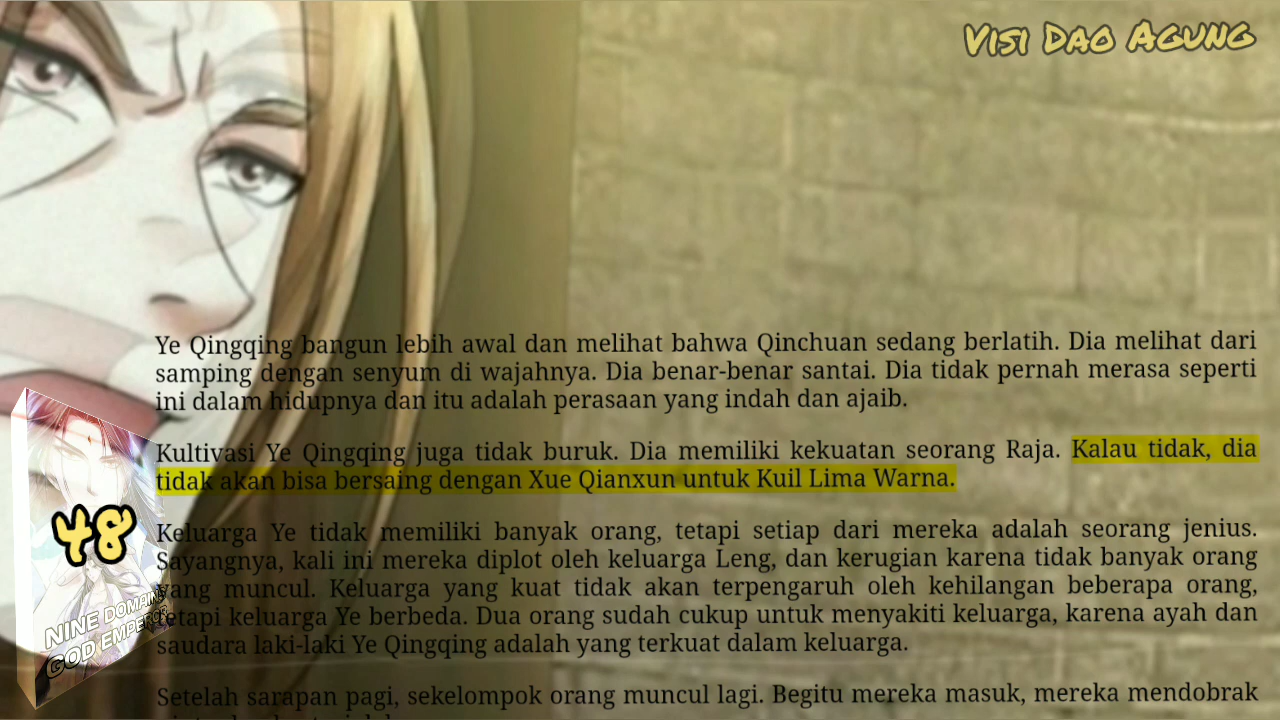 Visi Dao Agung
Ye Qingqing bangun lebih awal dan melihat bahwa Qinchuan sedang berlatih. Dia melihat dari
samping dengan senyum di wajahnya. Dia benar-benar santai. Dia tidak pernah merasa seperti
ini dalam hidupnya dan itu adalah perasaan yang indah dan ajaib.
Kultivasi Ye Qingqing juga tidak buruk. Dia memiliki kekuatan seorang Raja. Kalau tidak, dia
tidak akan bisa bersaing dengan Xue Qianxun untuk Kuil Lima Warna.
Keluarga Ye tidak memiliki banyak orang, tetapi setiap dari mereka adalah seorang jenius.
Sayangnya, kali ini mereka diplot oleh keluarga Leng, dan kerugian karena tidak banyak orang
yang muncul. Keluarga yang kuat tidak akan terpengaruh oleh kehilangan beberapa orang,
tetapi keluarga Ye berbeda. Dua orang sudah cukup untuk menyakiti keluarga, karena ayah dan
saudara laki-laki Ye Qingqing adalah yang terkuat dalam keluarga.
Setelah sarapan pagi, sekelompok orang muncul lagi. Begitu mereka masuk, mereka mendobrak
48
NINE DOMAIN
GOD EMPEROR